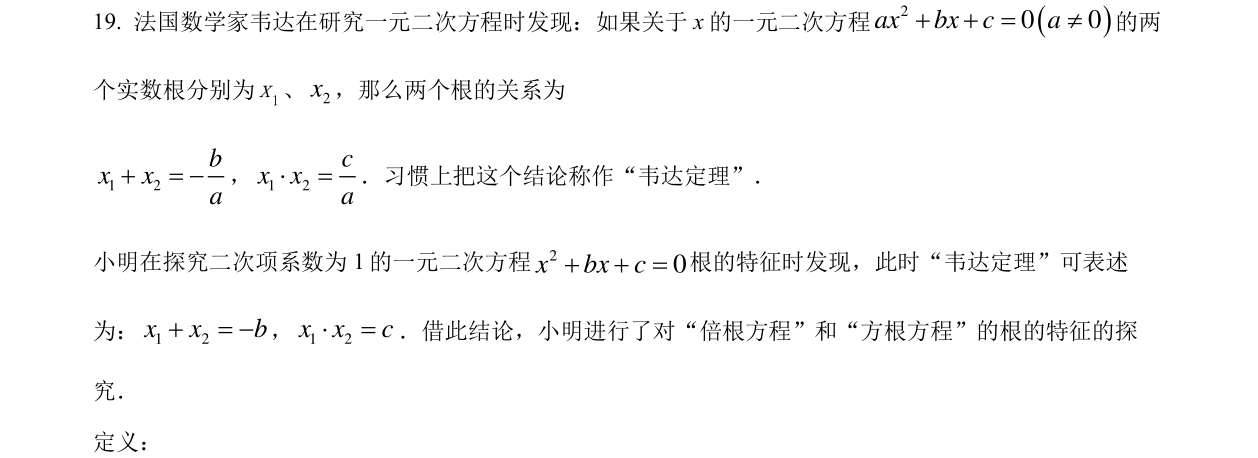 19. 法国数学家韦达在研究一元二次方程时发现：如果关于 x 的一元二次方程 ax² + bx + c = 0(a ≠ 0) 的两
个实数根分别为 x₁、x₂，那么两个根的关系为
x₁ + x₂ = −b/a，x₁ · x₂ = c/a．习惯上把这个结论称作“韦达定理”．
小明在探究二次项系数为 1 的一元二次方程 x² + bx + c = 0 根的特征时发现，此时“韦达定理”可表述
为：x₁ + x₂ = −b，x₁ · x₂ = c．借此结论，小明进行了对“倍根方程”和“方根方程”的根的特征的探
究．
定义：